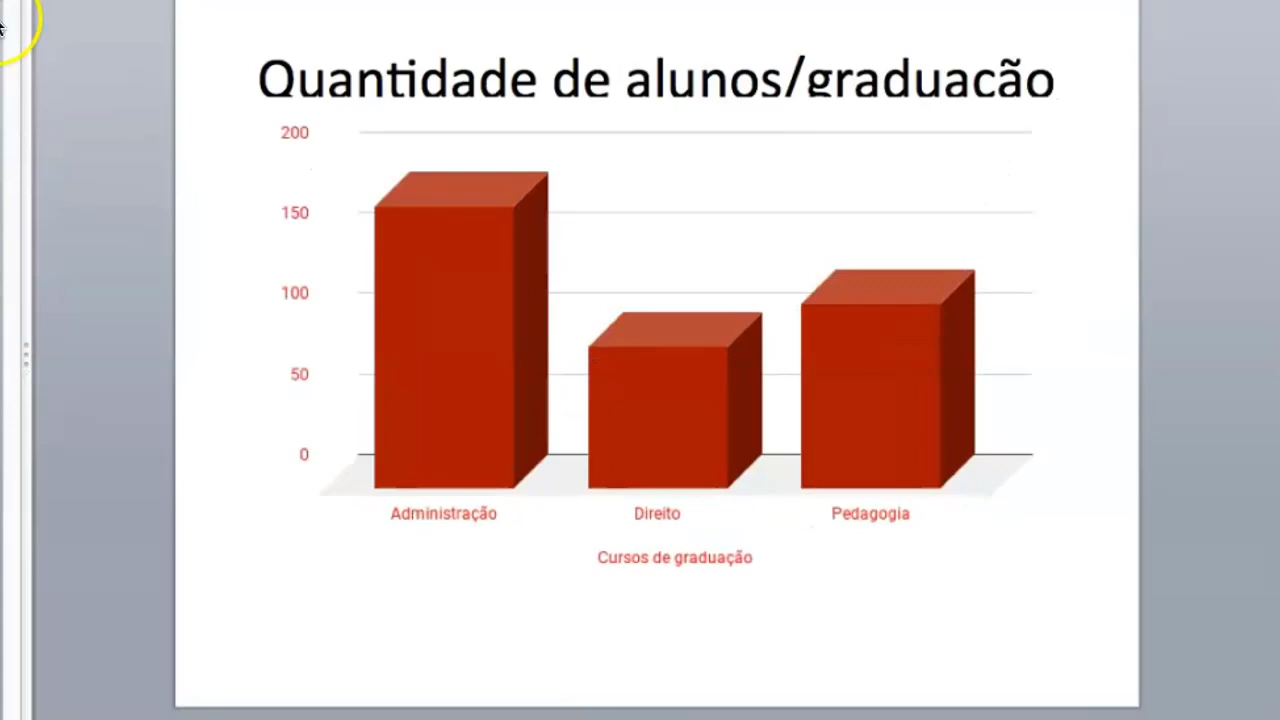 Quantidade de alunos/graduação
200
150
100
50
0
Administração Direito Pedagogia
Cursos de graduação